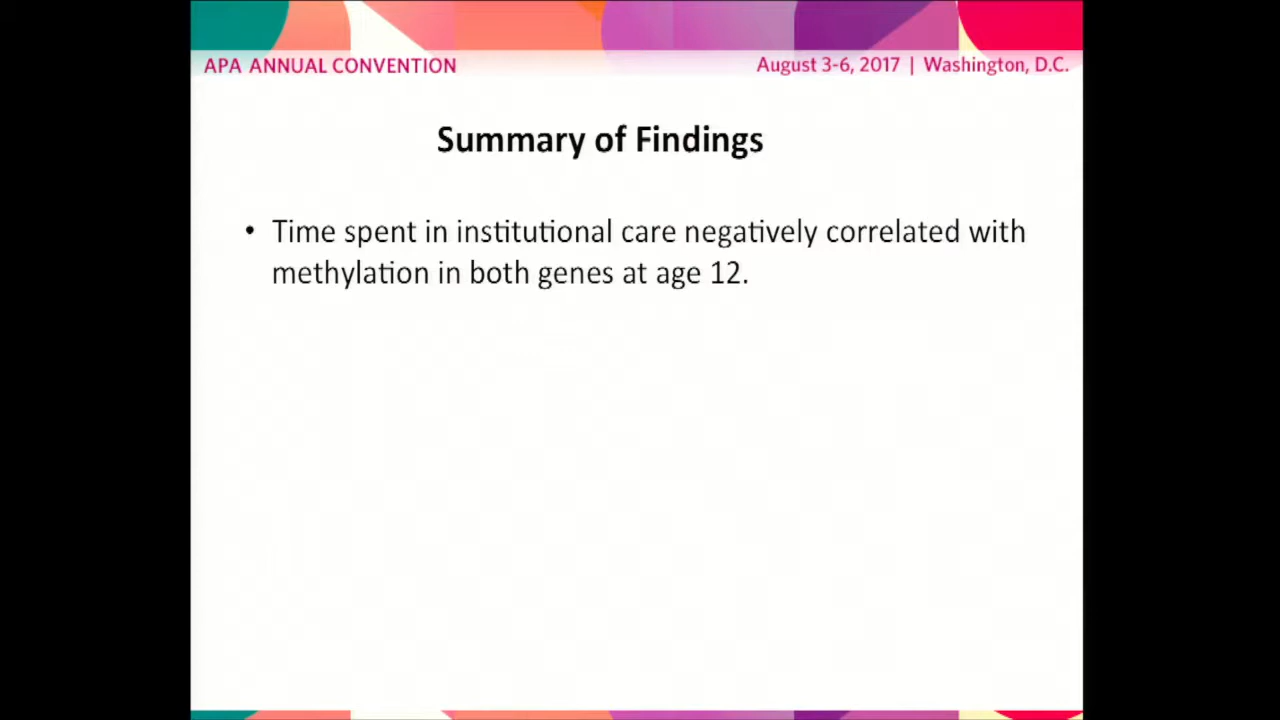 APA ANNUAL CONVENTION
August 3-6, 2017 | Washington, D.C.
Summary of Findings
• Time spent in institutional care negatively correlated with
methylation in both genes at age 12.